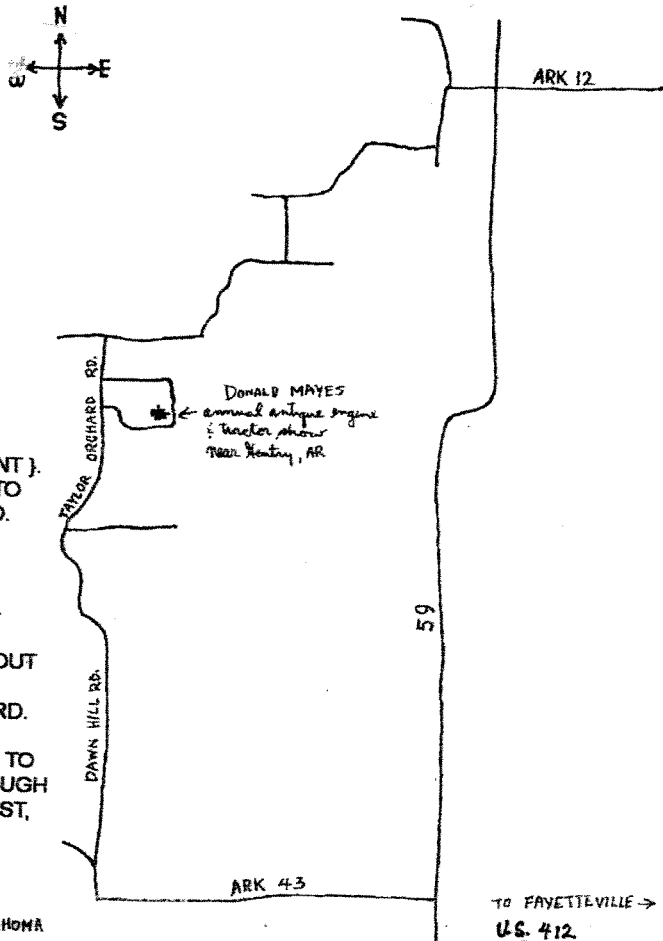 N
W E
S
ARK 12
TAYLOR ORCHARD RD.
DONALD MAYES
annual antique engine
& tractor show
near Gentry, AR
NT }.
TO
D.
OUT
RD.
TO
UGH
ST,
59
DAWN HILL RD.
ARK 43
TO FAYETTEVILLE →
U.S. 412
HOMA